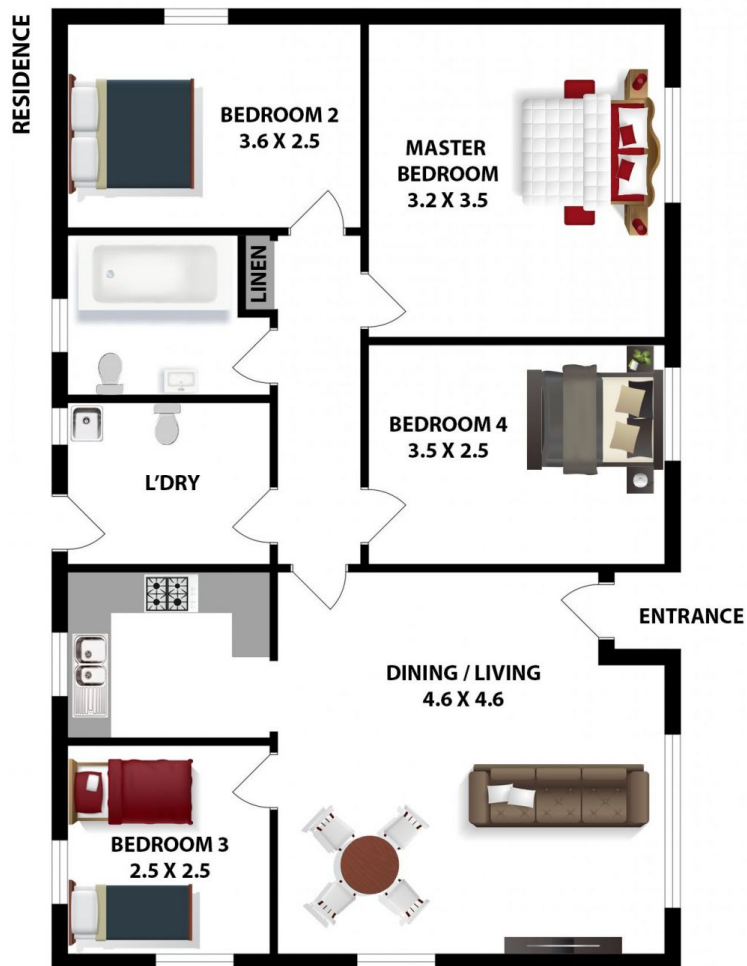 RESIDENCE
BEDROOM 2
3.6 X 2.5
MASTER
BEDROOM
3.2 X 3.5
LINEN
BEDROOM 4
3.5 X 2.5
L'DRY
ENTRANCE
DINING / LIVING
4.6 X 4.6
BEDROOM 3
2.5 X 2.5